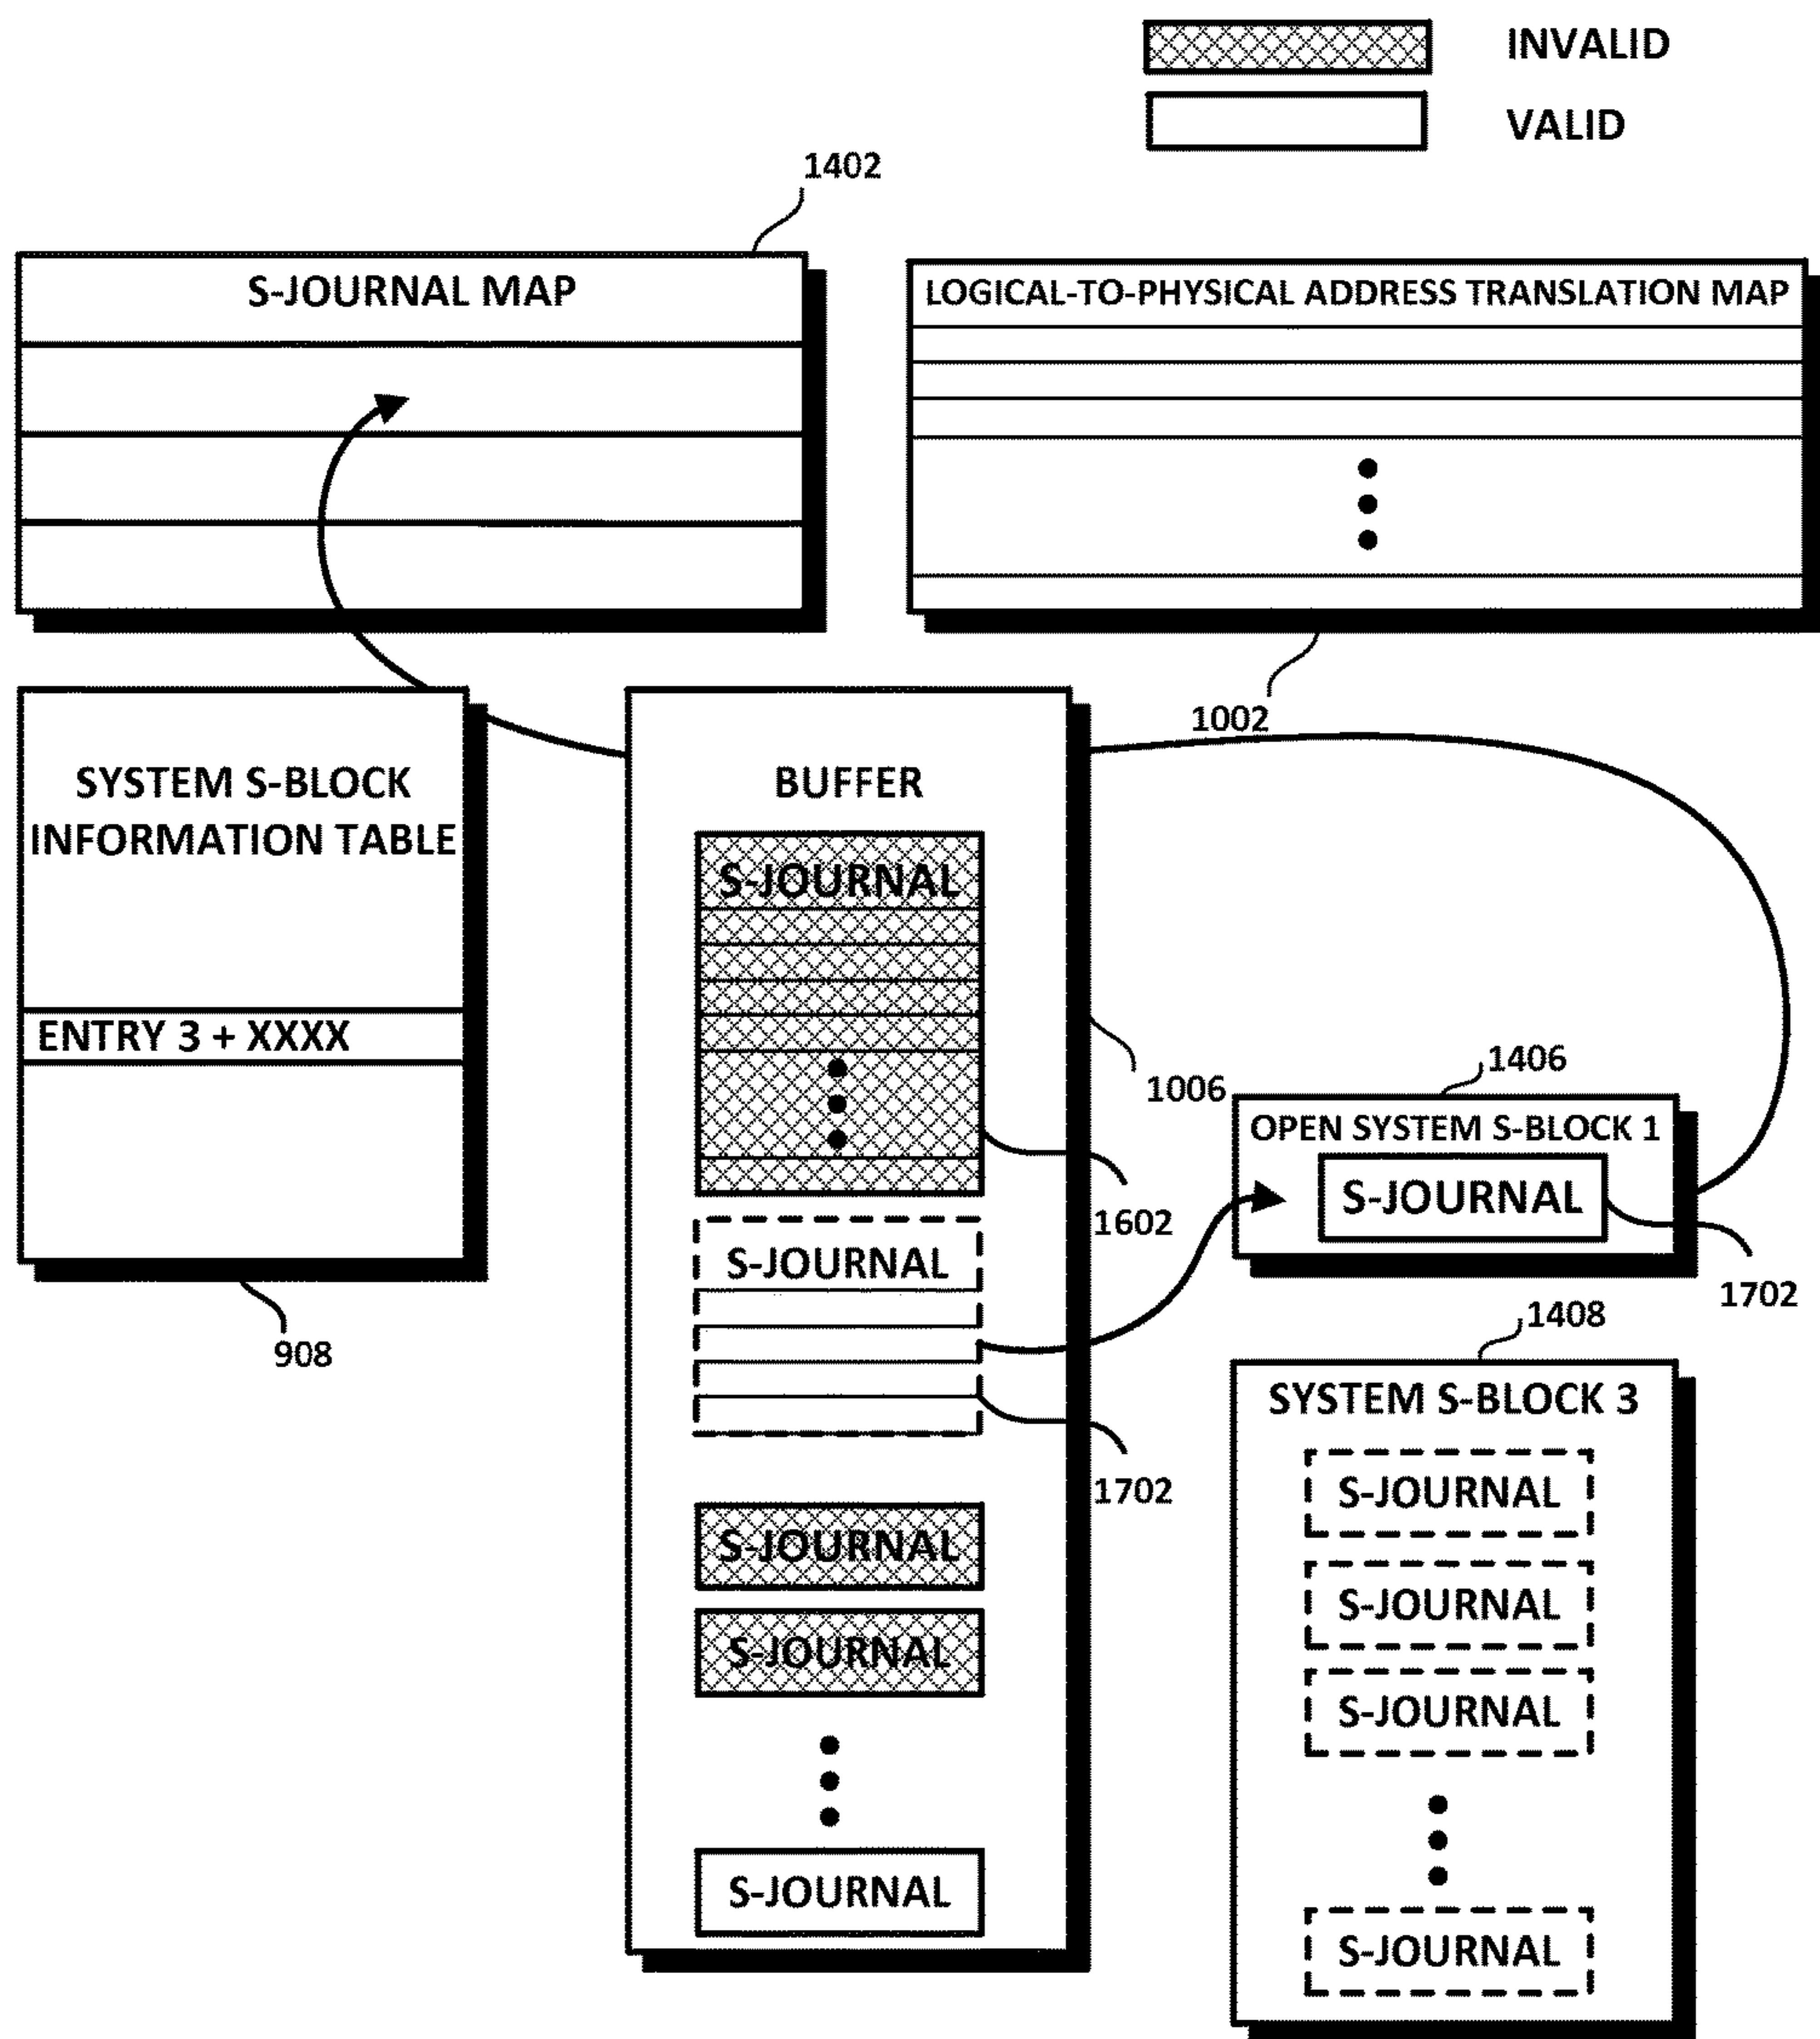 INVALID
VALID
1402
S-JOURNAL MAP
LOGICAL-TO-PHYSICAL ADDRESS TRANSLATION MAP
1002
SYSTEM S-BLOCK
INFORMATION TABLE
ENTRY 3 + XXXX
908
BUFFER
S-JOURNAL
1006
1602
S-JOURNAL
1702
S-JOURNAL
S-JOURNAL
S-JOURNAL
1406
OPEN SYSTEM S-BLOCK 1
S-JOURNAL
1702
1408
SYSTEM S-BLOCK 3
S-JOURNAL
S-JOURNAL
S-JOURNAL
S-JOURNAL